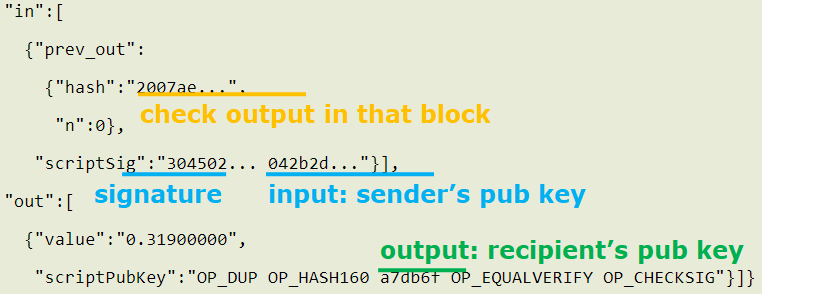 "in":[
{"prev_out":
{"hash":"2007ae...",
check output in that block
"n":0},
"scriptSig":"304502... 042b2d..."}],
signature input: sender's pub key
"out":[
{"value":"0.31900000",
output: recipient's pub key
"scriptPubKey":"OP_DUP OP_HASH160 a7db6f OP_EQUALVERIFY OP_CHECKSIG"}]}